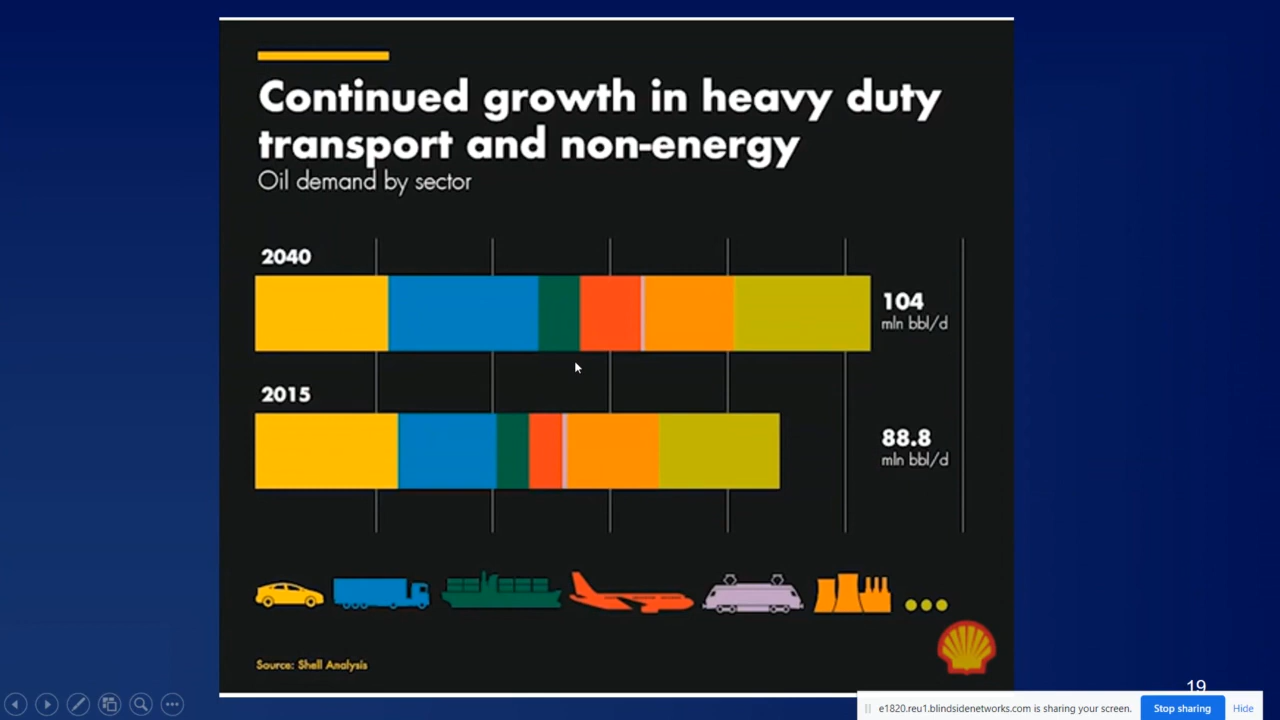 Continued growth in heavy duty
transport and non-energy
Oil demand by sector
2040
104
mln bbl/d
2015
88.8
mln bbl/d
Source: Shell Analysis
19
e1820.reu1.blindsidenetworks.com is sharing your screen.
Stop sharing
Hide